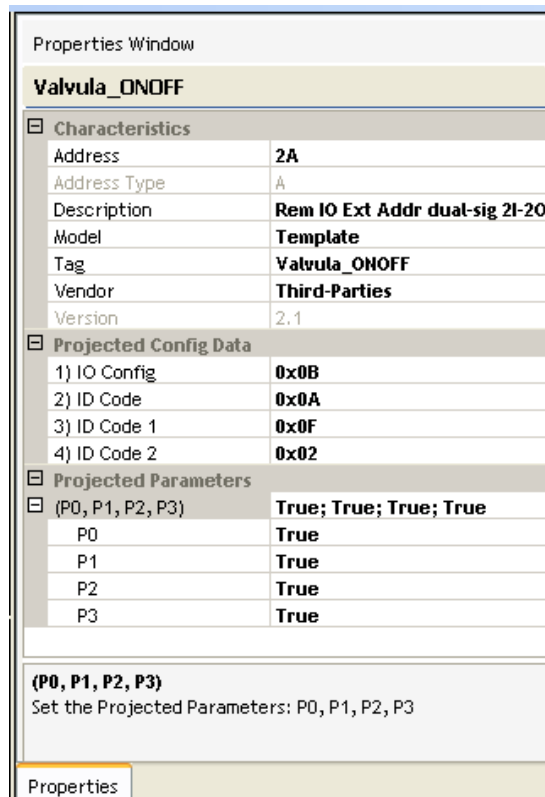 Properties Window
Valvula_ONOFF
Characteristics
Address 2A
Address Type A
Description Rem IO Ext Addr dual-sig 2I-2O
Model Template
Tag Valvula_ONOFF
Vendor Third-Parties
Version 2.1
Projected Config Data
1) IO Config 0x0B
2) ID Code 0x0A
3) ID Code 1 0x0F
4) ID Code 2 0x02
Projected Parameters
(P0, P1, P2, P3) True; True; True; True
P0 True
P1 True
P2 True
P3 True
(P0, P1, P2, P3)
Set the Projected Parameters: P0, P1, P2, P3
Properties